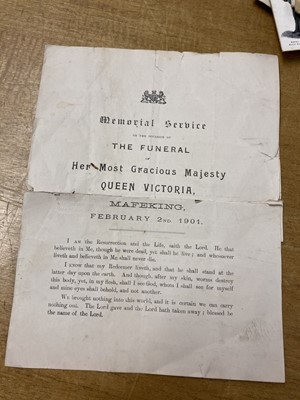 Memorial Service
ON THE OCCASION OF
THE FUNERAL
OF
Her Most Gracious Majesty
QUEEN VICTORIA,
MAFEKING,
FEBRUARY 2ND, 1901.
I AM the Resurrection and the Life, saith the Lord. He that
believeth in Me, though he were dead, yet shall he live; and whosoever
liveth and believeth in Me shall never die.
I KNOW that my Redeemer liveth, and that he shall stand at the
latter day upon the earth. And though, after my skin, worms destroy
this body, yet, in my flesh, shall I see God, whom I shall see for myself
and mine eyes shall behold, and not another.
We brought nothing into this world, and it is certain we can carry
nothing out. The Lord gave and the Lord hath taken away; blessed be
the name of the Lord.